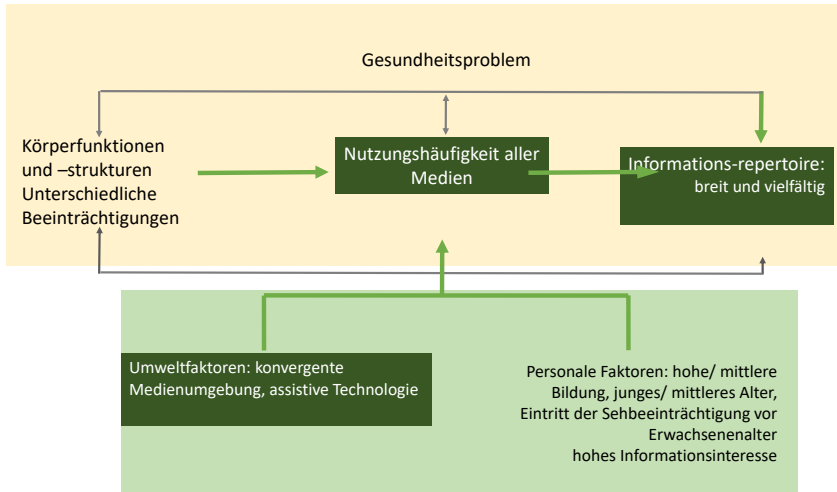 Gesundheitsproblem
Körperfunktionen
und –strukturen
Unterschiedliche
Beeinträchtigungen
Nutzungshäufigkeit aller
Medien
Informations-repertoire:
breit und vielfältig
Umweltfaktoren: konvergente
Medienumgebung, assistive Technologie
Personale Faktoren: hohe/ mittlere
Bildung, junges/ mittleres Alter,
Eintritt der Sehbeeinträchtigung vor
Erwachsenenalter
hohes Informationsinteresse